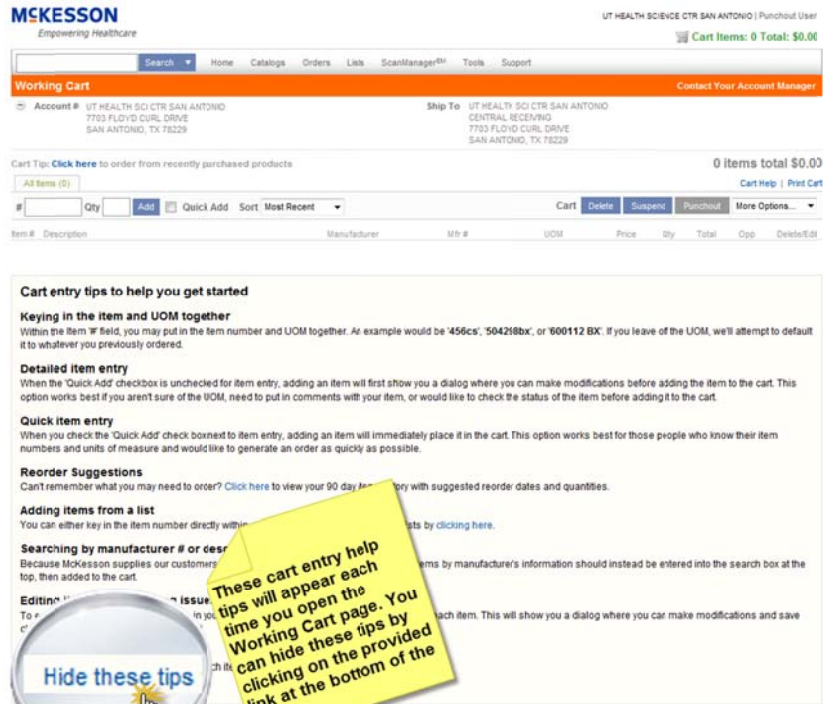 MCKESSON
Empowering Healthcare
UT HEALTH SCIENCE CTR SAN ANTONIO | Punchout User
Cart Items: 0 Total: $0.00
Search Home Catalogs Orders Lists ScanManager℠ Tools Support
Working Cart Contact Your Account Manager
Account # UT HEALTH SCI CTR SAN ANTONIO Ship To UT HEALTH SCI CTR SAN ANTONIO
7703 FLOYD CURL DRIVE CENTRAL RECEIVING
SAN ANTONIO, TX 78229 7703 FLOYD CURL DRIVE
SAN ANTONIO, TX 78229
Cart Tip: Click here to order from recently purchased products 0 items total $0.00
All Items (0) Cart Help | Print Cart
# Qty Add Quick Add Sort Most Recent Cart Delete Suspend Punchout More Options...
Item # Description Manufacturer Mfr # UOM Price Qty Total Opp Delete/Edit
Cart entry tips to help you get started
Keying in the item and UOM together
Within the Item '#' field, you may put in the item number and UOM together. An example would be '456cs', '504218bx', or '600112 BX'. If you leave of the UOM, we'll attempt to default
it to whatever you previously ordered.
Detailed item entry
When the 'Quick Add' checkbox is unchecked for item entry, adding an item will first show you a dialog where you can make modifications before adding the item to the cart. This
option works best if you aren't sure of the UOM, need to put in comments with your item, or would like to check the status of the item before adding it to the cart.
Quick item entry
When you check the 'Quick Add' check box next to item entry, adding an item will immediately place it in the cart. This option works best for those people who know their item
numbers and units of measure and would like to generate an order as quickly as possible.
Reorder Suggestions
Can't remember what you may need to order? Click here to view your 90 day with suggested reorder dates and quantities.
Adding items from a list
You can either key in the item number directly within by clicking here.
Searching by manufacturer # or
Because McKesson supplies our customers by manufacturer's information should instead be entered into the search box at the
top, then added to the cart.
Editing
To in each item. This will show you a dialog where you can make modifications and save
Hide these tips
These cart entry help
tips will appear each
time you open the
Working Cart page. You
can hide these tips by
clicking on the provided
link at the bottom of the